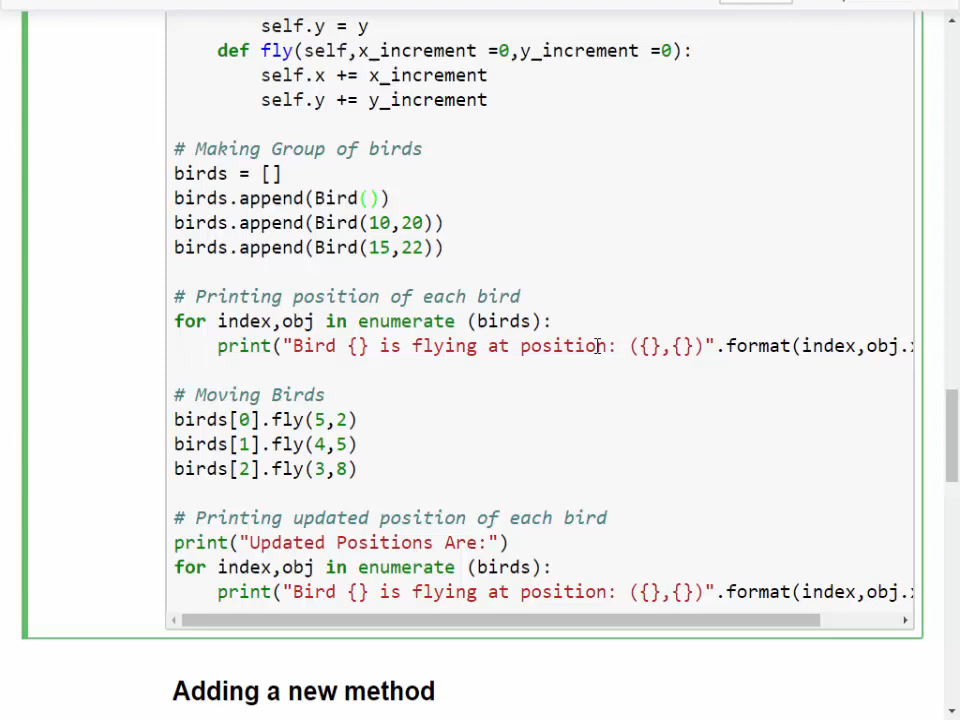 self.y = y
def fly(self,x_increment =0,y_increment =0):
self.x += x_increment
self.y += y_increment
# Making Group of birds
birds = []
birds.append(Bird())
birds.append(Bird(10,20))
birds.append(Bird(15,22))
# Printing position of each bird
for index,obj in enumerate (birds):
print("Bird {} is flying at position: ({},{})".format(index,obj.x
# Moving Birds
birds[0].fly(5,2)
birds[1].fly(4,5)
birds[2].fly(3,8)
# Printing updated position of each bird
print("Updated Positions Are:")
for index,obj in enumerate (birds):
print("Bird {} is flying at position: ({},{})".format(index,obj.x
Adding a new method